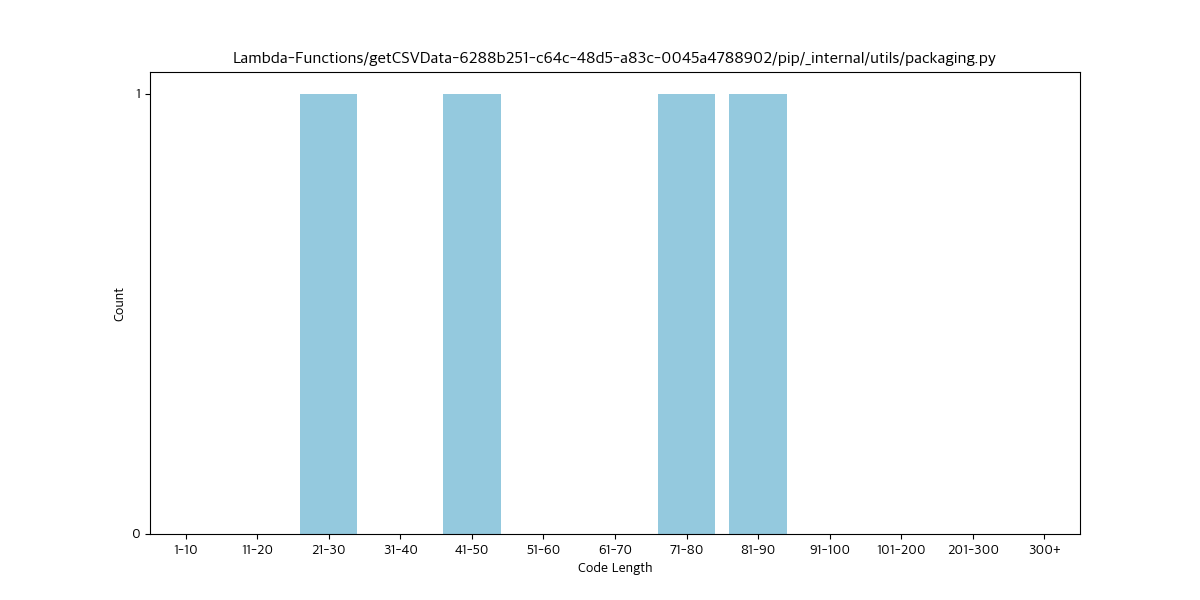 Lambda-Functions/getCSVData-6288b251-c64c-48d5-a83c-0045a4788902/pip/_internal/utils/packaging.py
1
Count
0
1-10 11-20 21-30 31-40 41-50 51-60 61-70 71-80 81-90 91-100 101-200 201-300 300+
Code Length